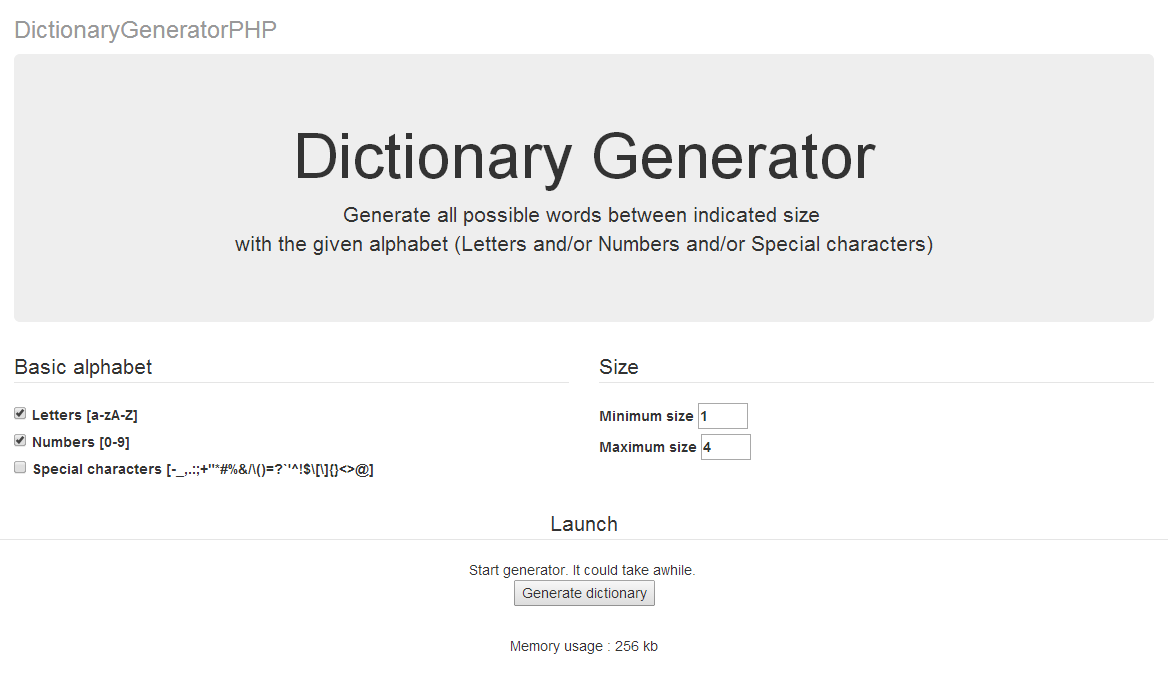 DictionaryGeneratorPHP
Dictionary Generator
Generate all possible words between indicated size
with the given alphabet (Letters and/or Numbers and/or Special characters)
Basic alphabet
Letters [a-zA-Z]
Numbers [0-9]
Special characters [-_,.:;+"*#%&/\()=?`'^!$\[\]{}<>@]
Size
Minimum size 1
Maximum size 4
Launch
Start generator. It could take awhile.
Generate dictionary
Memory usage : 256 kb